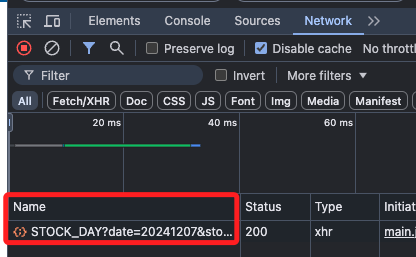 Elements Console Sources Network
Preserve log Disable cache No thrott
Filter Invert More filters
All Fetch/XHR Doc CSS JS Font Img Media Manifest
20 ms 40 ms 60 ms
Name Status Type Initia
STOCK_DAY?date=20241207&sto... 200 xhr main.j